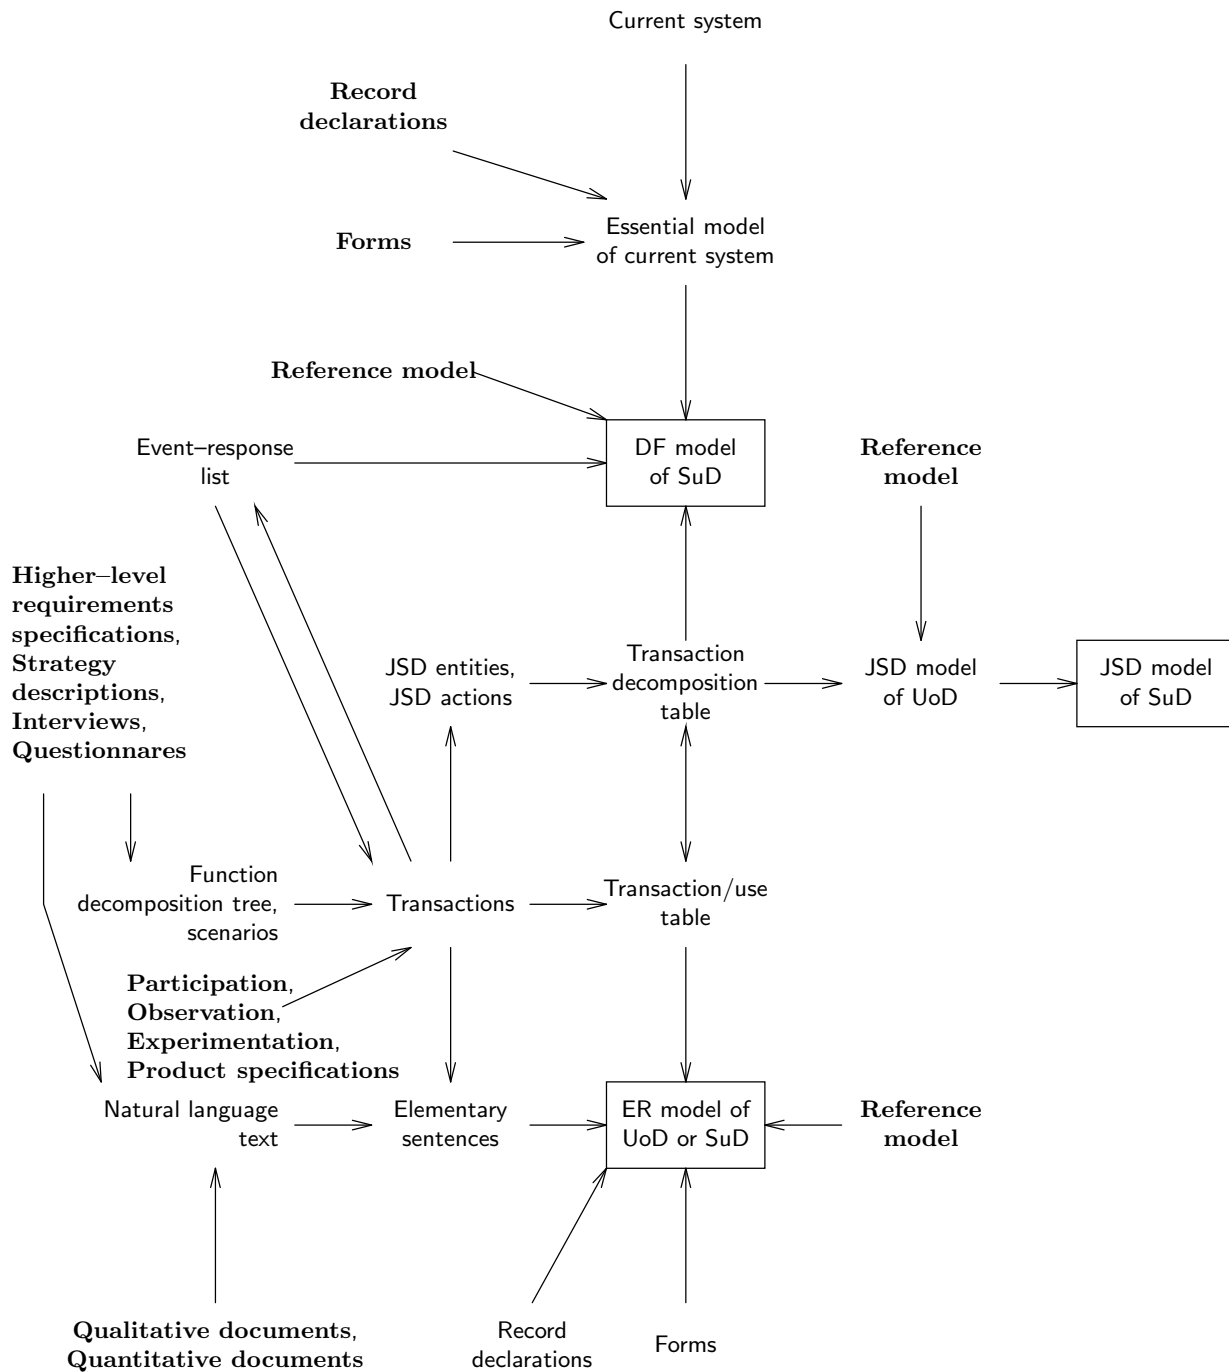 Current system
Record
declarations
Forms
Essential model
of current system
Reference model
Event–response
list
DF model
of SuD
Reference
model
Higher–level
requirements
specifications,
Strategy
descriptions,
Interviews,
Questionnares
JSD entities,
JSD actions
Transaction
decomposition
table
JSD model
of UoD
JSD model
of SuD
Function
decomposition tree,
scenarios
Transactions
Transaction/use
table
Participation,
Observation,
Experimentation,
Product specifications
Natural language
text
Elementary
sentences
ER model of
UoD or SuD
Reference
model
Qualitative documents,
Quantitative documents
Record
declarations
Forms